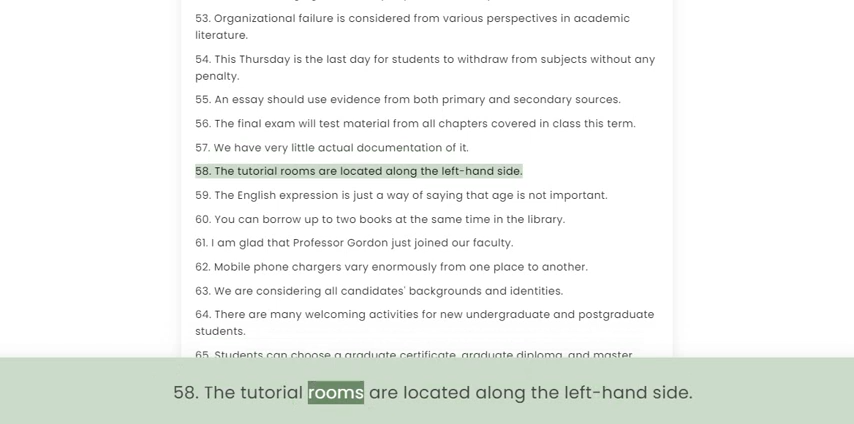 53. Organizational failure is considered from various perspectives in academic
literature.
54. This Thursday is the last day for students to withdraw from subjects without any
penalty.
55. An essay should use evidence from both primary and secondary sources.
56. The final exam will test material from all chapters covered in class this term.
57. We have very little actual documentation of it.
58. The tutorial rooms are located along the left-hand side.
59. The English expression is just a way of saying that age is not important.
60. You can borrow up to two books at the same time in the library.
61. I am glad that Professor Gordon just joined our faculty.
62. Mobile phone chargers vary enormously from one place to another.
63. We are considering all candidates' backgrounds and identities.
64. There are many welcoming activities for new undergraduate and postgraduate
students.
65. Students can choose a graduate certificate, graduate diploma, and master
58. The tutorial rooms are located along the left-hand side.